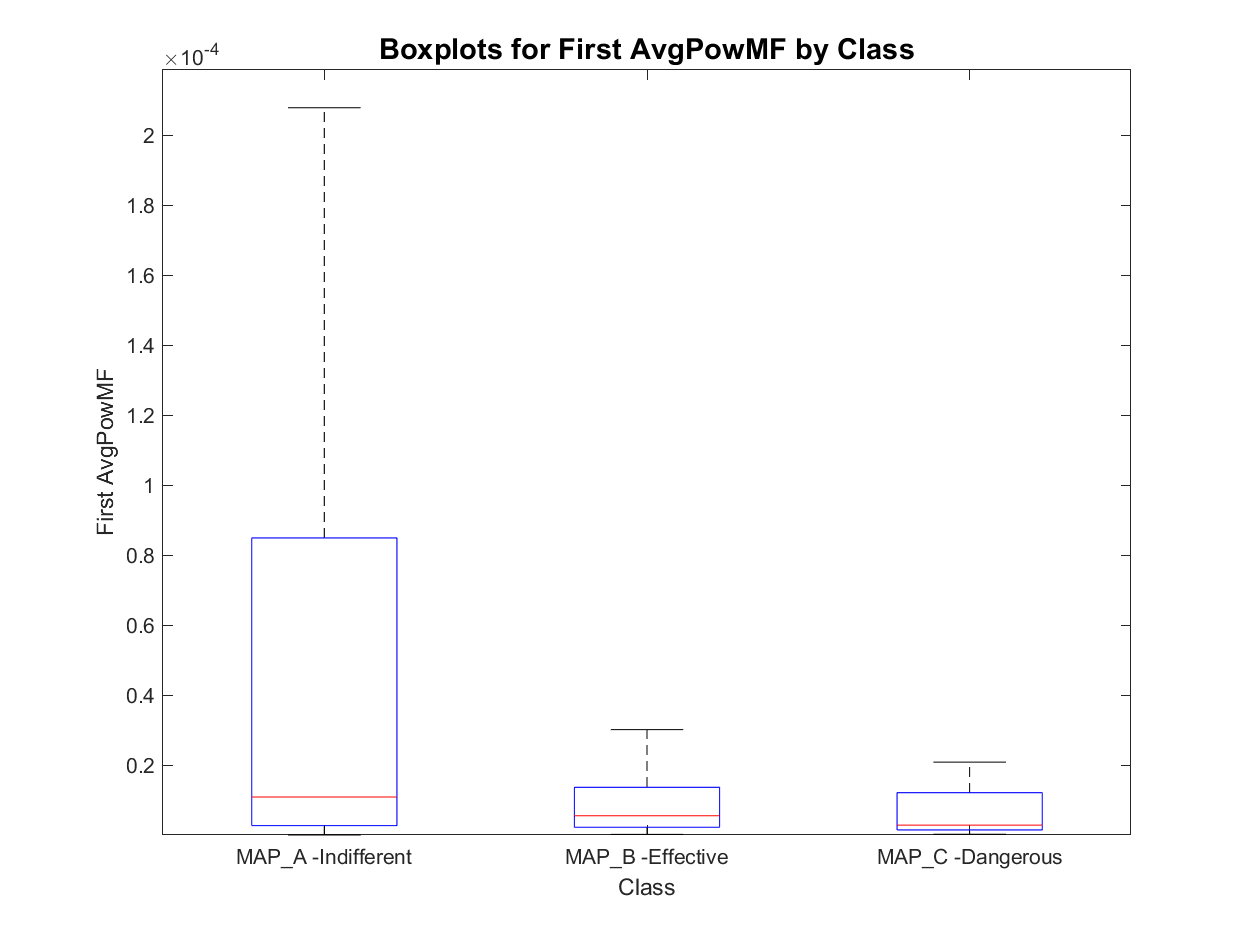 Boxplots for First AvgPowMF by Class
×10-4
2
1.8
1.6
1.4
1.2
1
0.8
0.6
0.4
0.2
First AvgPowMF
MAP_A -Indifferent
MAP_B -Effective
MAP_C -Dangerous
Class